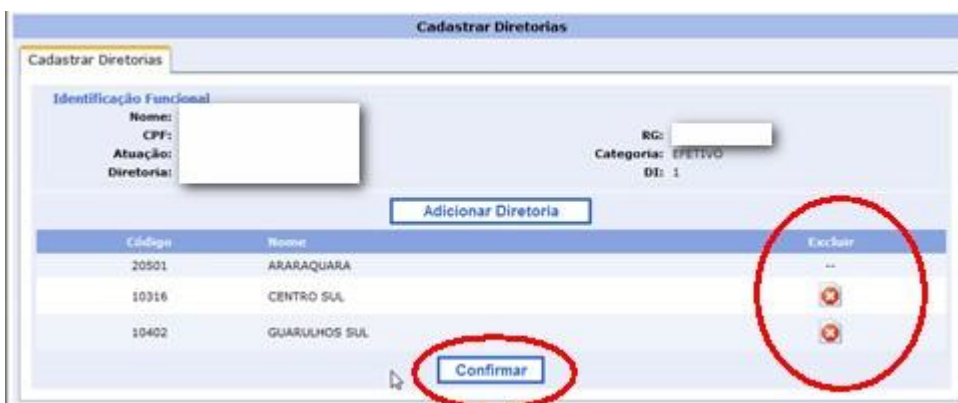 Cadastrar Diretorias
Cadastrar Diretorias
Identificação Funcional
Nome:
CPF: RG:
Atuação: Categoria: EFETIVO
Diretoria: DI: 1
Adicionar Diretoria
Código Nome Excluir
20501 ARARAQUARA --
10316 CENTRO SUL
10402 GUARULHOS SUL
Confirmar